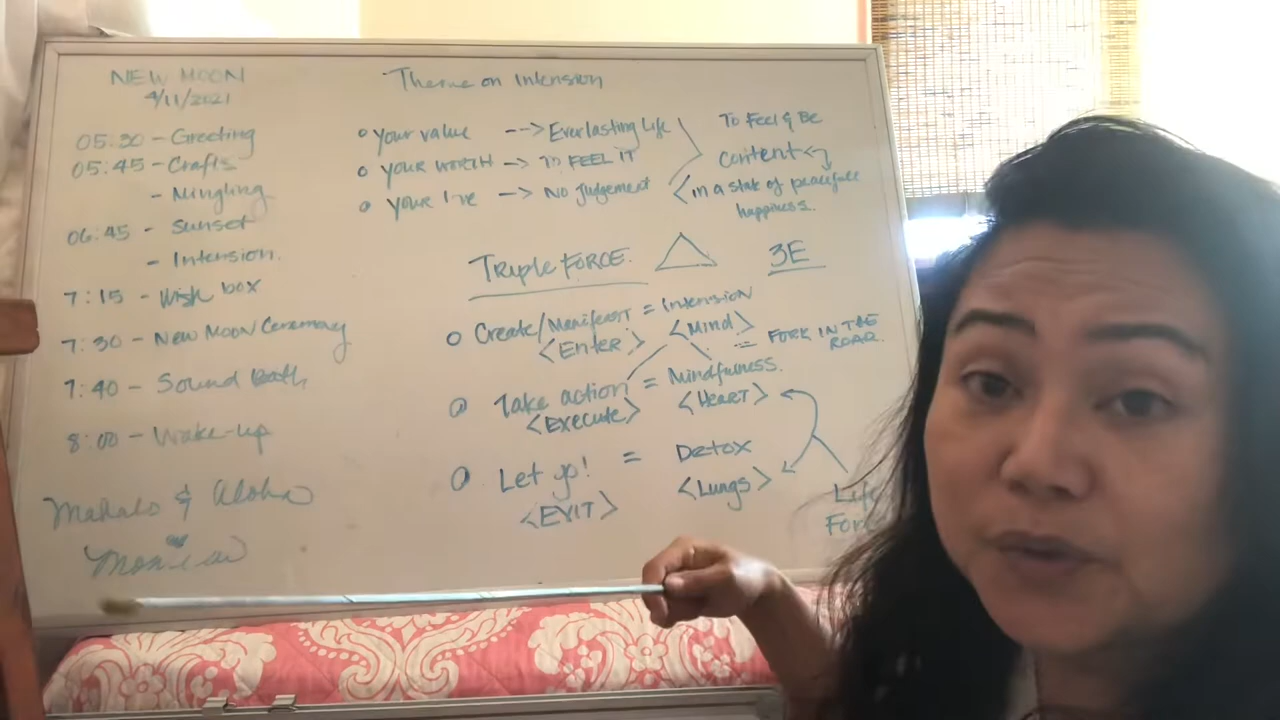 NEW MOON
4/11/2021
05:30 - Greeting
05:45 - Crafts
- Mingling
06:45 - Sunset
- Intension.
7:15 - Wish box
7:30 - New Moon Ceremony
7:40 - Sound Bath
8:00 - Wake-up
Mahalo & Aloha
Theme on Intension
Your value --> Everlasting Life
YOUR WORTH --> TO FEEL IT
YOUR --> No Judgement
To Feel & Be
Content
in a state of peacefull
happiness.
TRIPLE FORCE. 3E
Create/Manifest = Intension
<Enter> <Mind>
= FORK IN THE
ROAD.
Take action = Mindfulness.
<Execute> <HEART>
Let go! = Detox
<EXIT> <Lungs>
Life